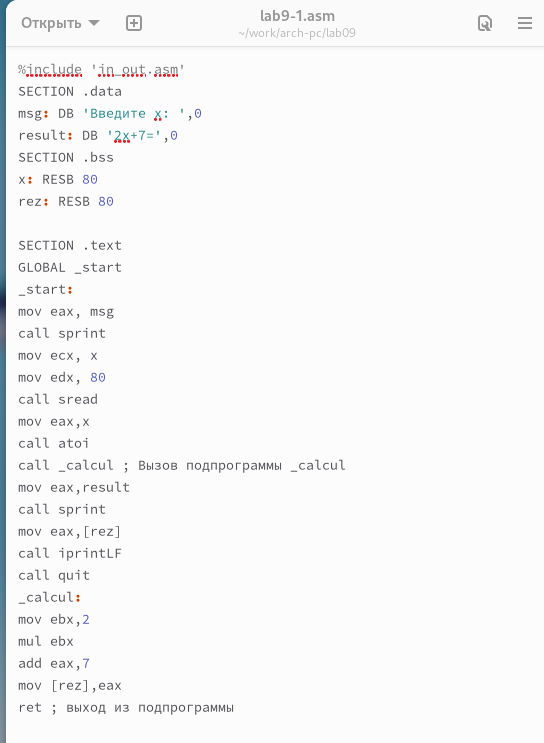 Открыть
lab9-1.asm
~/work/arch-pc/lab09
%include 'in_out.asm'
SECTION .data
msg: DB 'Введите x: ',0
result: DB '2x+7=',0
SECTION .bss
x: RESB 80
rez: RESB 80
SECTION .text
GLOBAL _start
_start:
mov eax, msg
call sprint
mov ecx, x
mov edx, 80
call sread
mov eax,x
call atoi
call _calcul ; Вызов подпрограммы _calcul
mov eax,result
call sprint
mov eax,[rez]
call iprintLF
call quit
_calcul:
mov ebx,2
mul ebx
add eax,7
mov [rez],eax
ret ; выход из подпрограммы